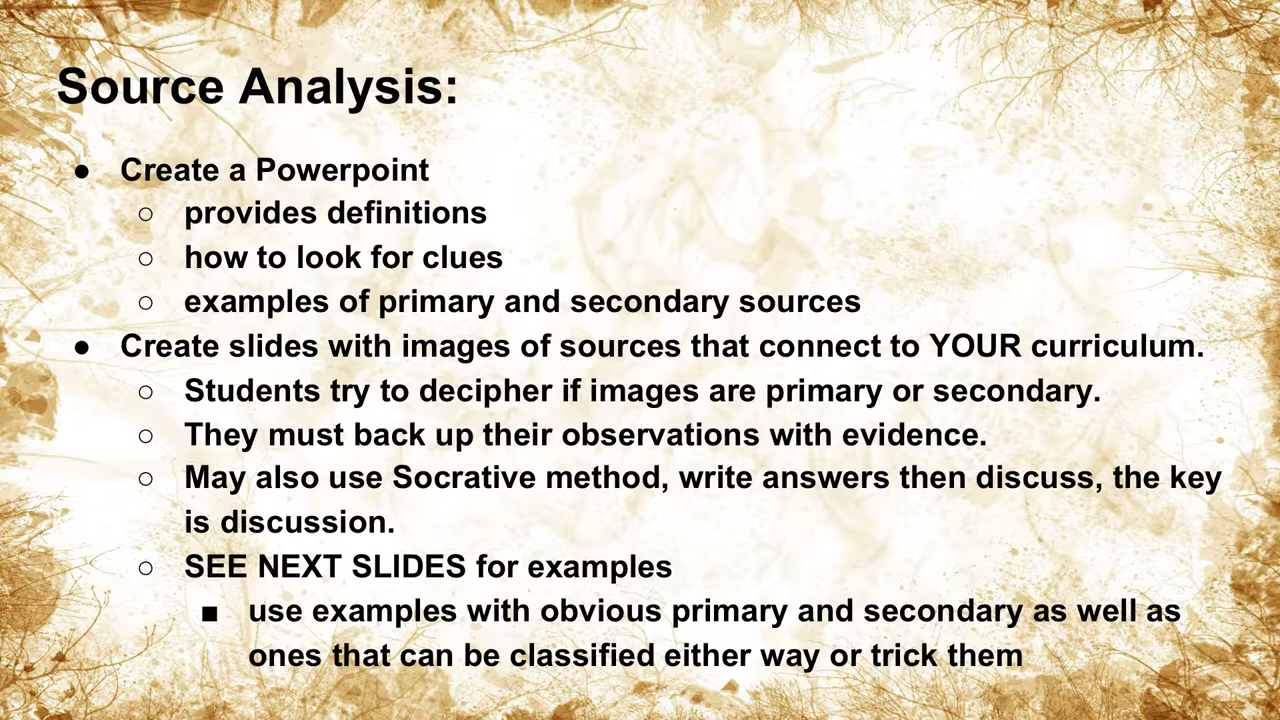 Source Analysis:
● Create a Powerpoint
○ provides definitions
○ how to look for clues
○ examples of primary and secondary sources
● Create slides with images of sources that connect to YOUR curriculum.
○ Students try to decipher if images are primary or secondary.
○ They must back up their observations with evidence.
○ May also use Socrative method, write answers then discuss, the key
is discussion.
○ SEE NEXT SLIDES for examples
■ use examples with obvious primary and secondary as well as
ones that can be classified either way or trick them